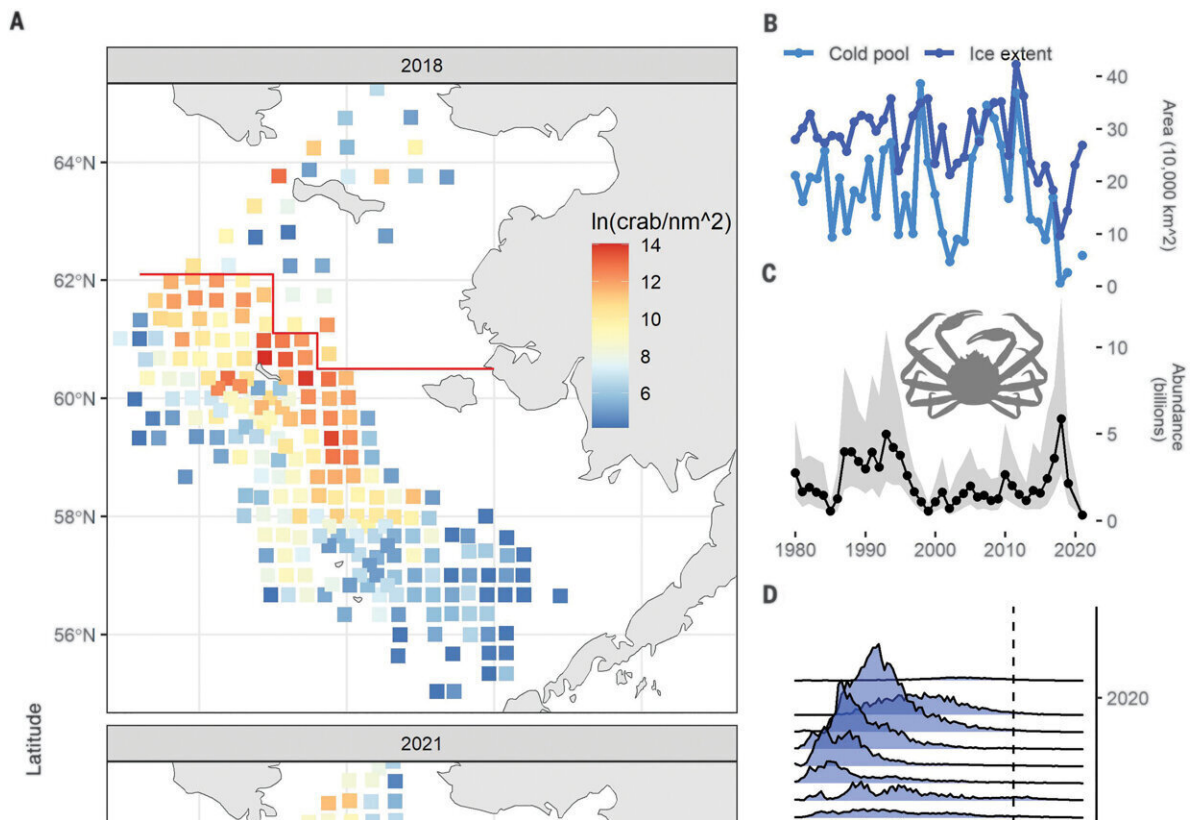 A
2018
64°N
62°N
60°N
58°N
56°N
ln(crab/nm^2)
14
12
10
8
6
Latitude
2021
B
Cold pool
Ice extent
40
30
20
10
0
Area (10,000 km^2)
C
10
5
0
Abundance
(billions)
1980
1990
2000
2010
2020
D
2020